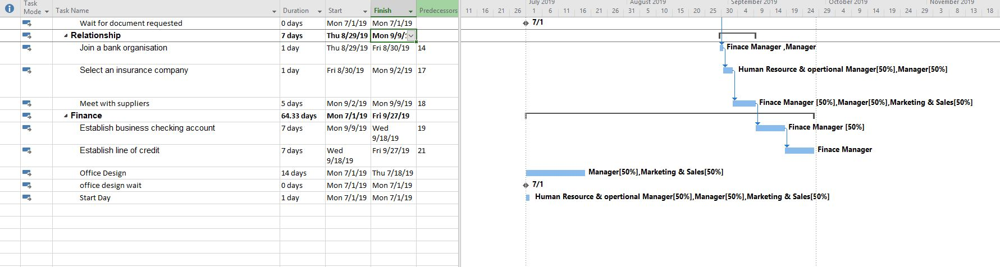 Task Mode Task Name Duration Start Finish Predecessors
July 2019 August 2019 September 2019 October 2019 November 2019
11 16 21 26 1 6 11 16 21 26 31 5 10 15 20 25 30 4 9 14 19 24 29 4 9 14 19 24 29 3 8 13 18
Wait for document requested 0 days Mon 7/1/19 Mon 7/1/19 7/1
Relationship 7 days Thu 8/29/19 Mon 9/9/:
Join a bank organisation 1 day Thu 8/29/19 Fri 8/30/19 14 Finace Manager ,Manager
Select an insurance company 1 day Fri 8/30/19 Mon 9/2/19 17 Human Resource & opertional Manager[50%],Manager[50%]
Meet with suppliers 5 days Mon 9/2/19 Mon 9/9/19 18 Finace Manager [50%],Manager[50%],Marketing & Sales[50%]
Finance 64.33 days Mon 7/1/19 Fri 9/27/19
Establish business checking account 7 days Mon 9/9/19 Wed 9/18/19 19 Finace Manager [50%]
Establish line of credit 7 days Wed 9/18/19 Fri 9/27/19 21 Finace Manager
Office Design 14 days Mon 7/1/19 Thu 7/18/19 Manager[50%],Marketing & Sales[50%]
office design wait 0 days Mon 7/1/19 Mon 7/1/19 7/1
Start Day 1 day Mon 7/1/19 Mon 7/1/19 Human Resource & opertional Manager[50%],Manager[50%],Marketing & Sales[50%]